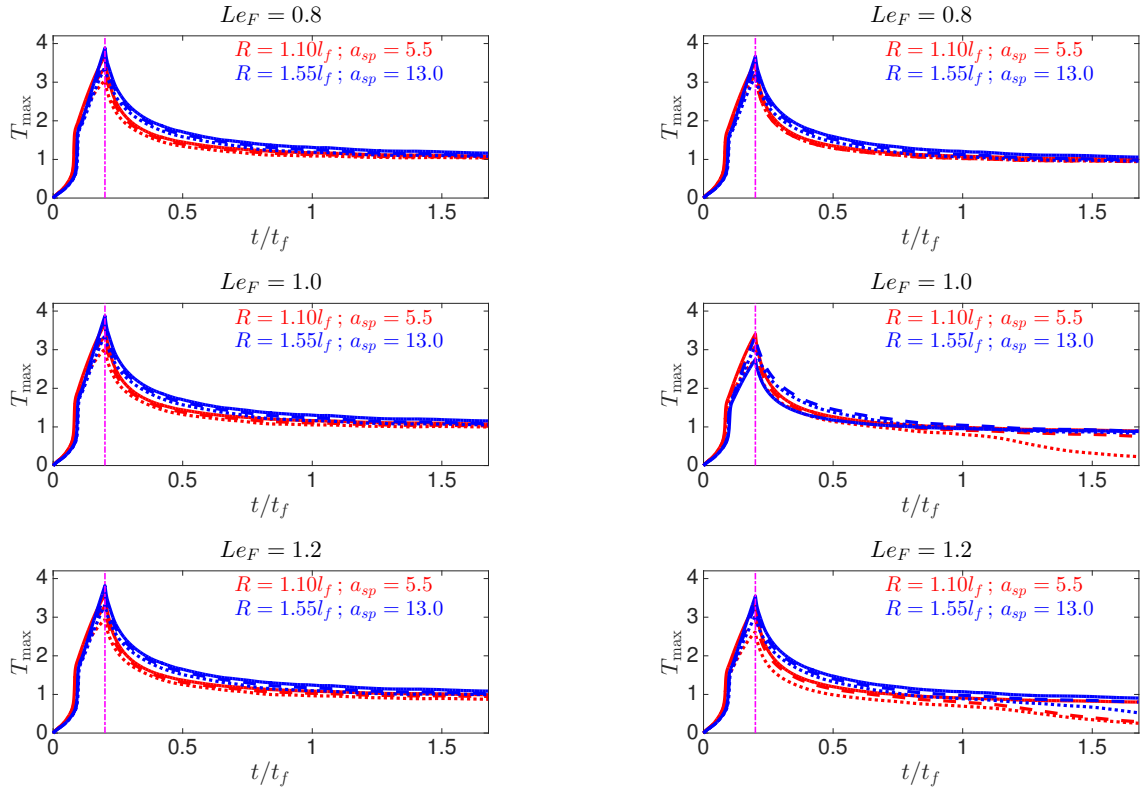 Le_F = 0.8
R = 1.10l_f ; a_sp = 5.5
R = 1.55l_f ; a_sp = 13.0
T_max
4
3
2
1
0
0 0.5 1 1.5
t/t_f
Le_F = 0.8
R = 1.10l_f ; a_sp = 5.5
R = 1.55l_f ; a_sp = 13.0
T_max
4
3
2
1
0
0 0.5 1 1.5
t/t_f
Le_F = 1.0
R = 1.10l_f ; a_sp = 5.5
R = 1.55l_f ; a_sp = 13.0
T_max
4
3
2
1
0
0 0.5 1 1.5
t/t_f
Le_F = 1.0
R = 1.10l_f ; a_sp = 5.5
R = 1.55l_f ; a_sp = 13.0
T_max
4
3
2
1
0
0 0.5 1 1.5
t/t_f
Le_F = 1.2
R = 1.10l_f ; a_sp = 5.5
R = 1.55l_f ; a_sp = 13.0
T_max
4
3
2
1
0
0 0.5 1 1.5
t/t_f
Le_F = 1.2
R = 1.10l_f ; a_sp = 5.5
R = 1.55l_f ; a_sp = 13.0
T_max
4
3
2
1
0
0 0.5 1 1.5
t/t_f